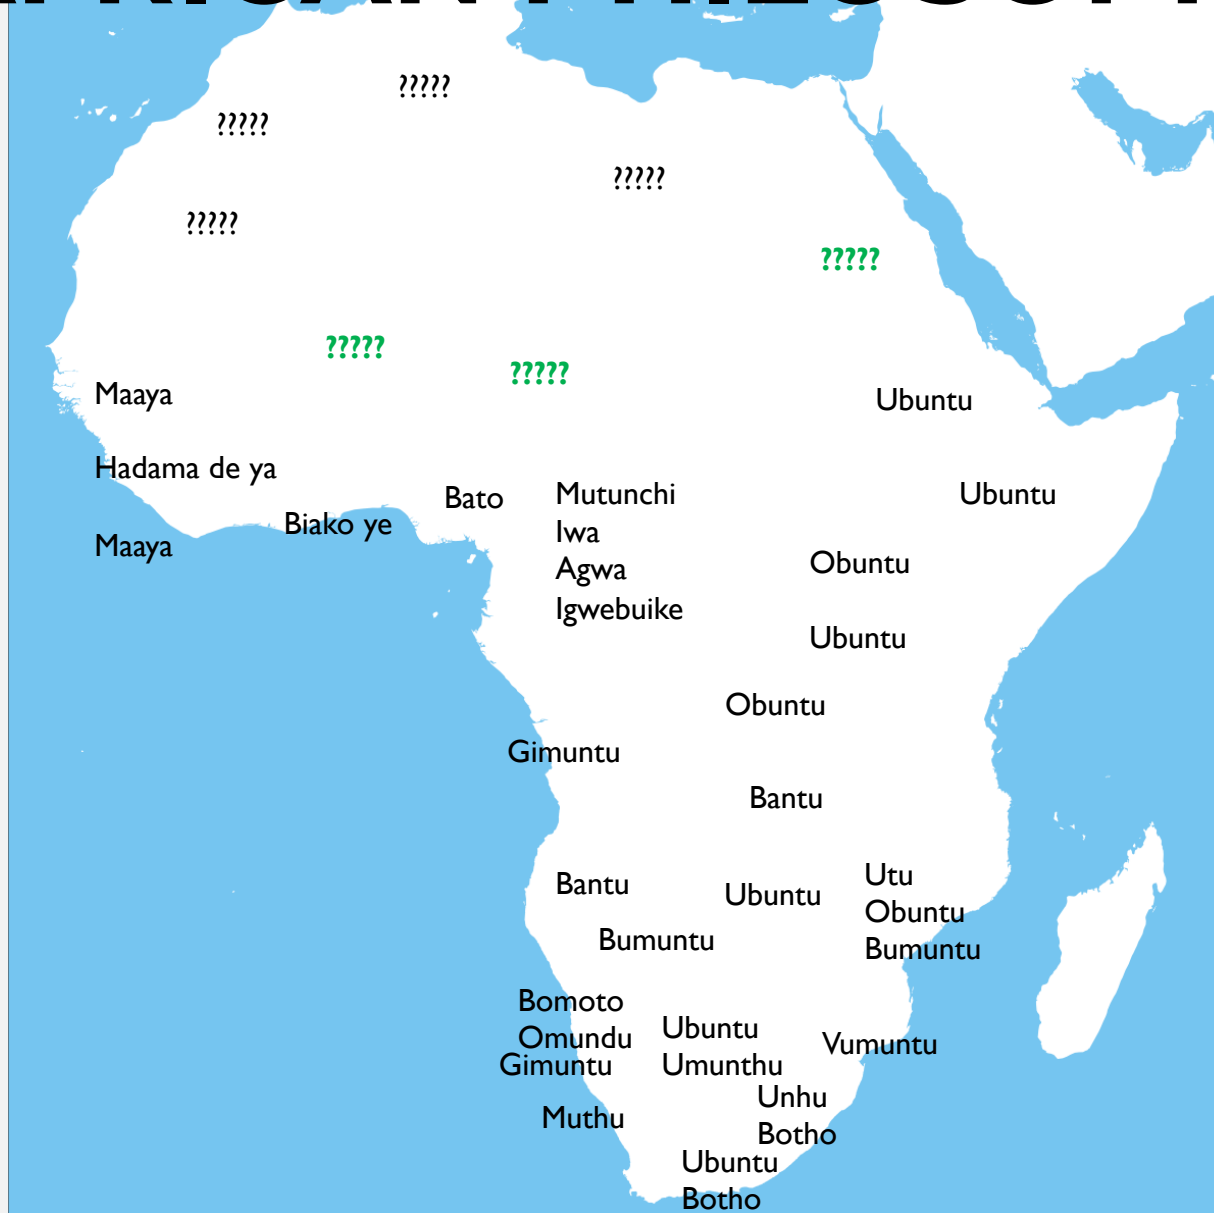 ?????
?????
?????
?????
?????
?????
?????
Maaya
Ubuntu
Hadama de ya
Bato
Mutunchi
Iwa
Agwa
Igwebuike
Ubuntu
Biako ye
Maaya
Obuntu
Ubuntu
Obuntu
Gimuntu
Bantu
Bantu
Ubuntu
Utu
Obuntu
Bumuntu
Bumuntu
Bomoto
Omundu
Gimuntu
Ubuntu
Umunthu
Vumuntu
Unhu
Botho
Muthu
Ubuntu
Botho